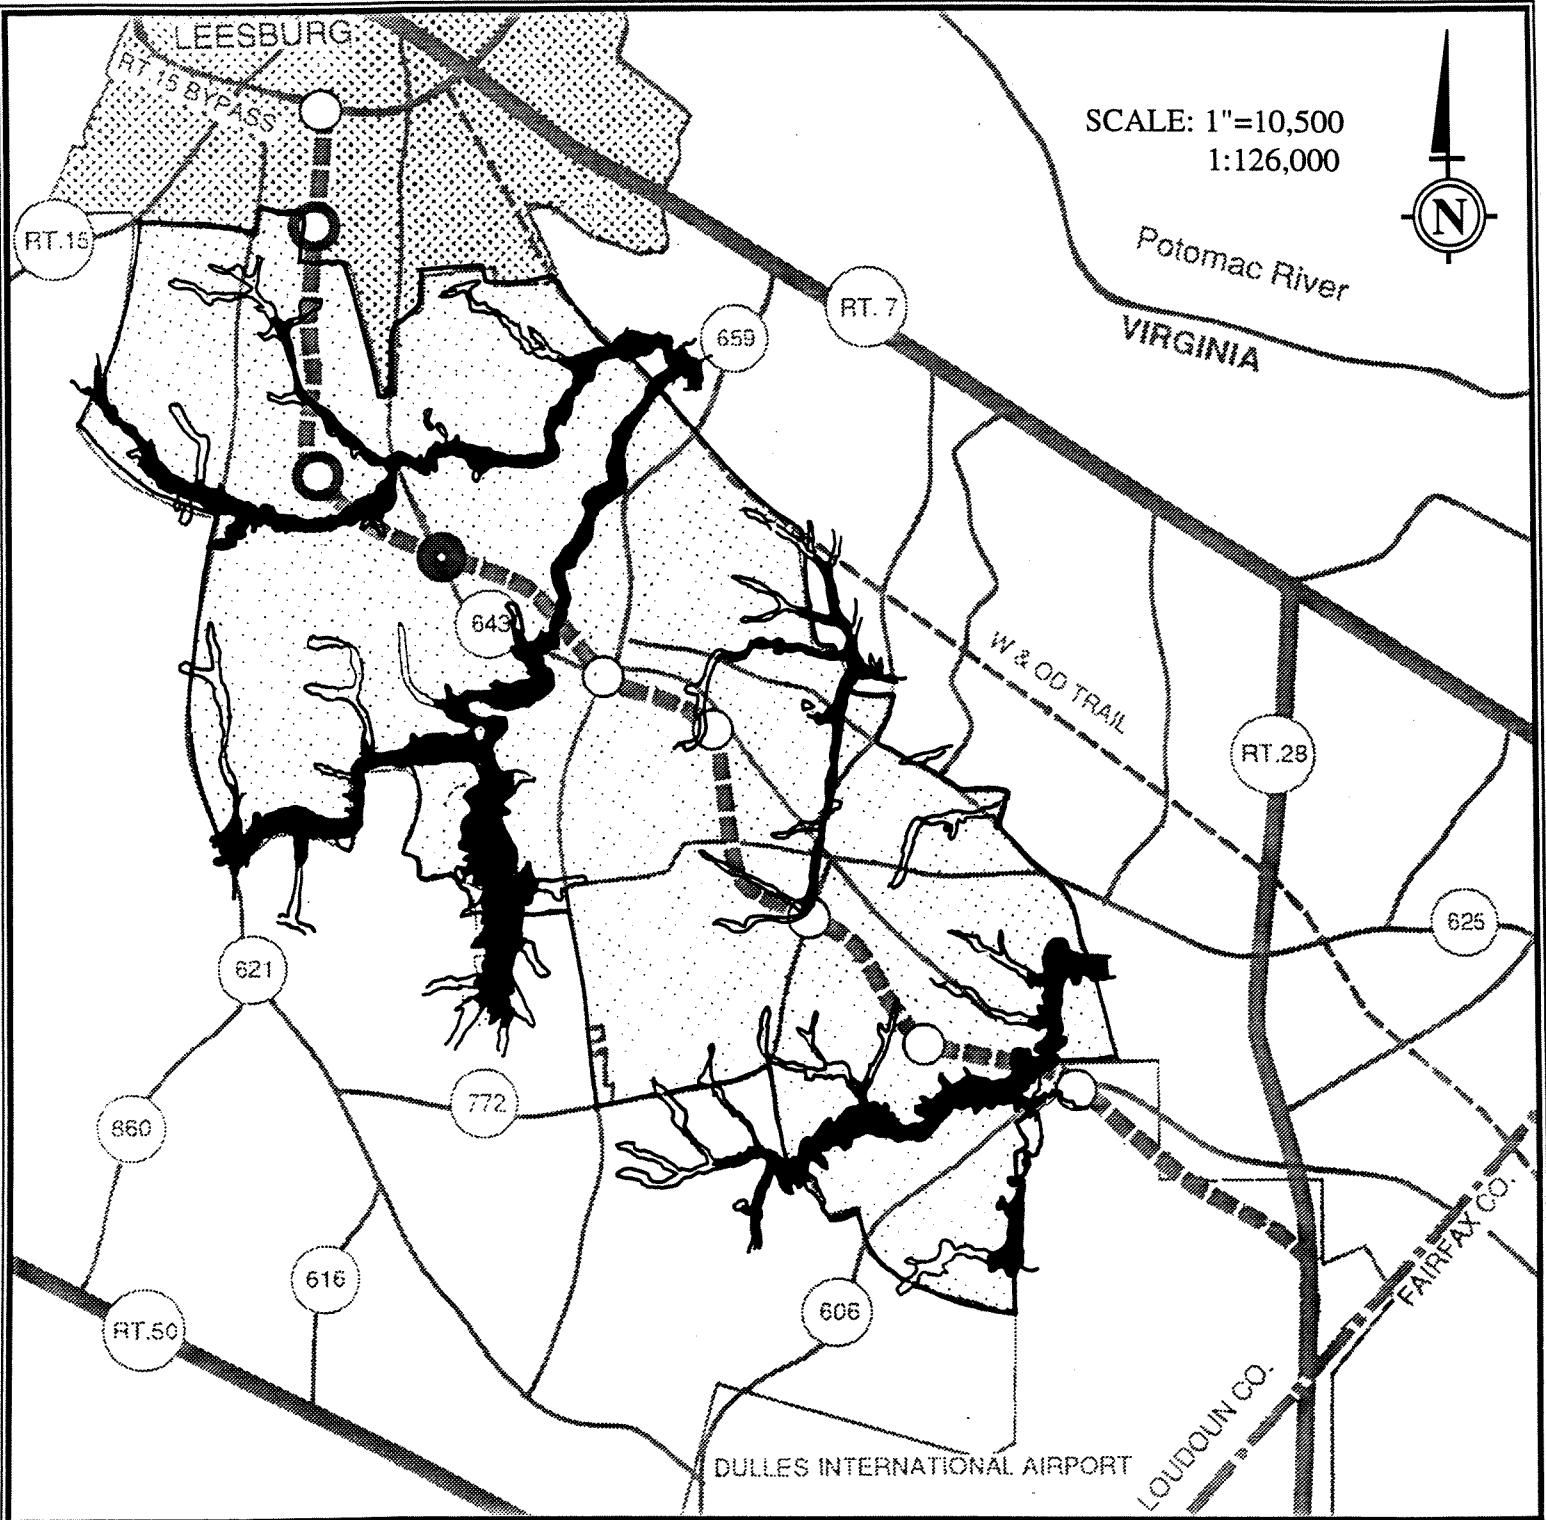 LEESBURG
RT.15 BYPASS
SCALE: 1"=10,500
1:126,000
N
RT.15
Potomac River
VIRGINIA
RT. 7
659
643
W & OD TRAIL
RT.28
625
621
772
860
616
606
RT.50
FAIRFAX CO.
LOUDOUN CO.
DULLES INTERNATIONAL AIRPORT